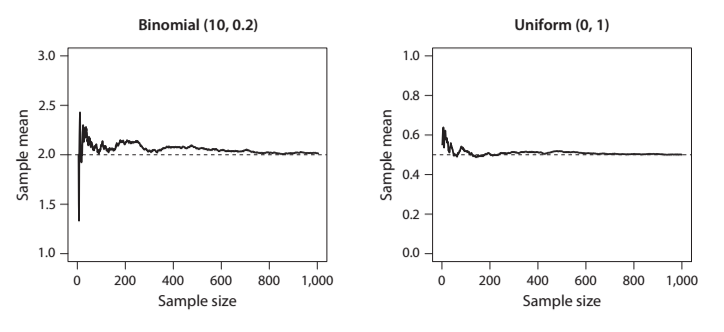 Binomial (10, 0.2)
Sample mean
3.0
2.5
2.0
1.5
1.0
0 200 400 600 800 1,000
Sample size
Uniform (0, 1)
Sample mean
1.0
0.8
0.6
0.4
0.2
0.0
0 200 400 600 800 1,000
Sample size